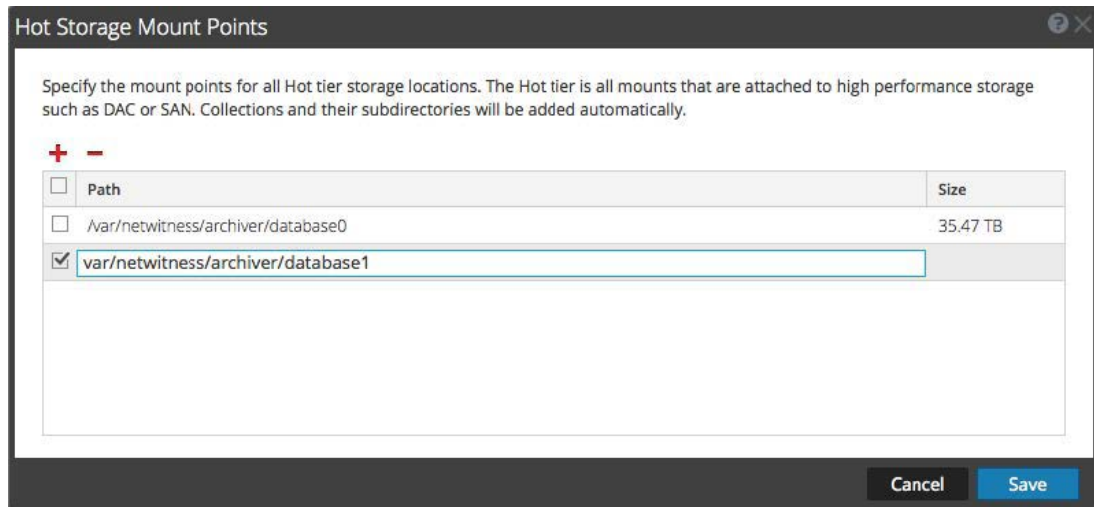 Hot Storage Mount Points
Specify the mount points for all Hot tier storage locations. The Hot tier is all mounts that are attached to high performance storage
such as DAC or SAN. Collections and their subdirectories will be added automatically.
Path Size
/var/netwitness/archiver/database0 35.47 TB
var/netwitness/archiver/database1
Cancel Save